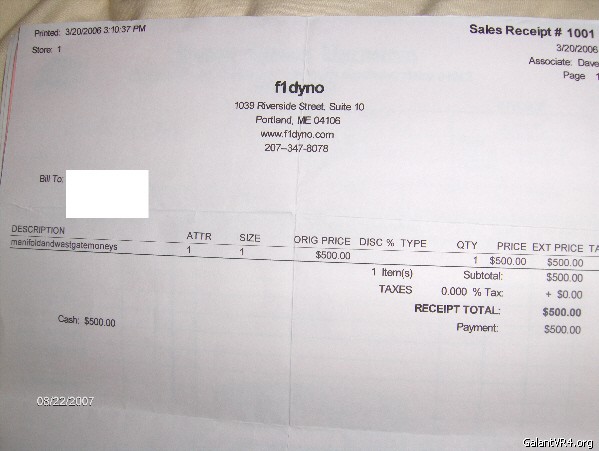 Printed: 3/20/2006 3:10:37 PM
Sales Receipt # 1001
Store: 1
3/20/2006
Associate: Dave
Page 1
f1dyno
1039 Riverside Street, Suite 10
Portland, ME 04106
www.f1dyno.com
207--347-8078
Bill To:
DESCRIPTION ATTR SIZE ORIG PRICE DISC % TYPE QTY PRICE EXT PRICE TA
manifoldandwastgatemoneys 1 1 $500.00 1 $500.00 $500.00
1 Item(s) Subtotal: $500.00
TAXES 0.000 % Tax: + $0.00
RECEIPT TOTAL: $500.00
Cash: $500.00
Payment: $500.00
08/22/2007
GalantVR4.org